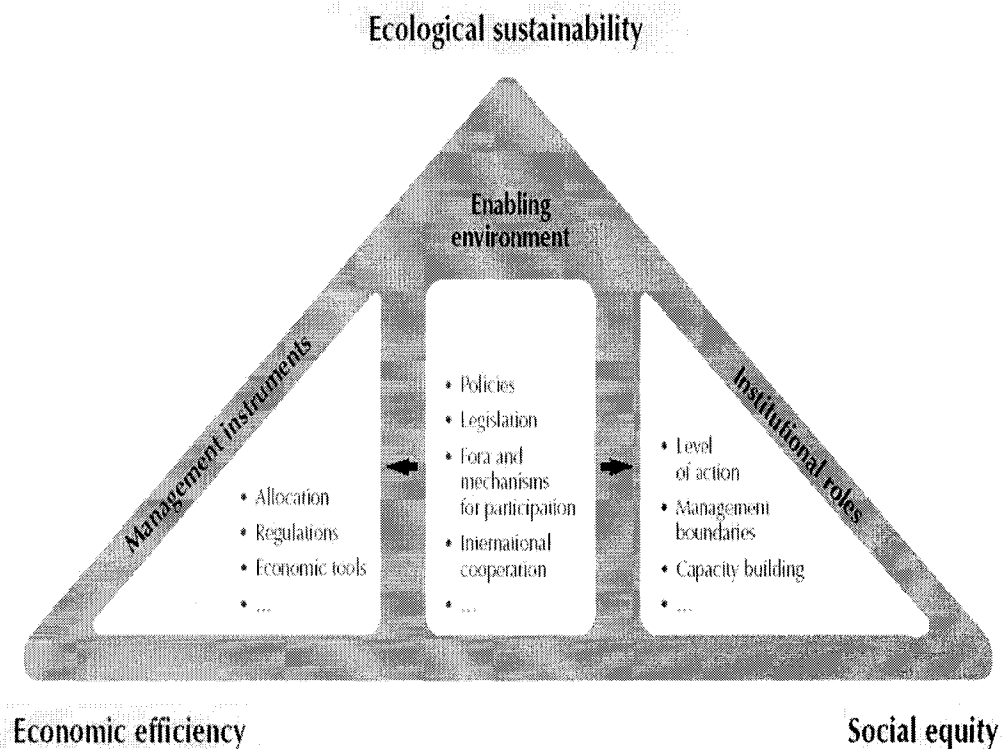 Ecological sustainability
Enabling
environment
Management instruments
• Allocation
• Regulations
• Economic tools
• ...
• Policies
• Legislation
• Fora and
mechanisms
for participation
• International
cooperation
• ...
Institutional roles
• Level
of action
• Management
boundaries
• Capacity building
• ...
Economic efficiency
Social equity